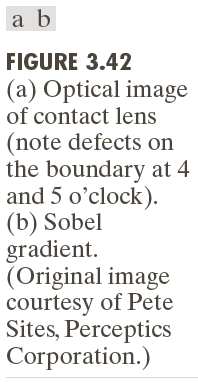 a b
FIGURE 3.42
(a) Optical image
of contact lens
(note defects on
the boundary at 4
and 5 o’clock).
(b) Sobel
gradient.
(Original image
courtesy of Pete
Sites, Perceptics
Corporation.)